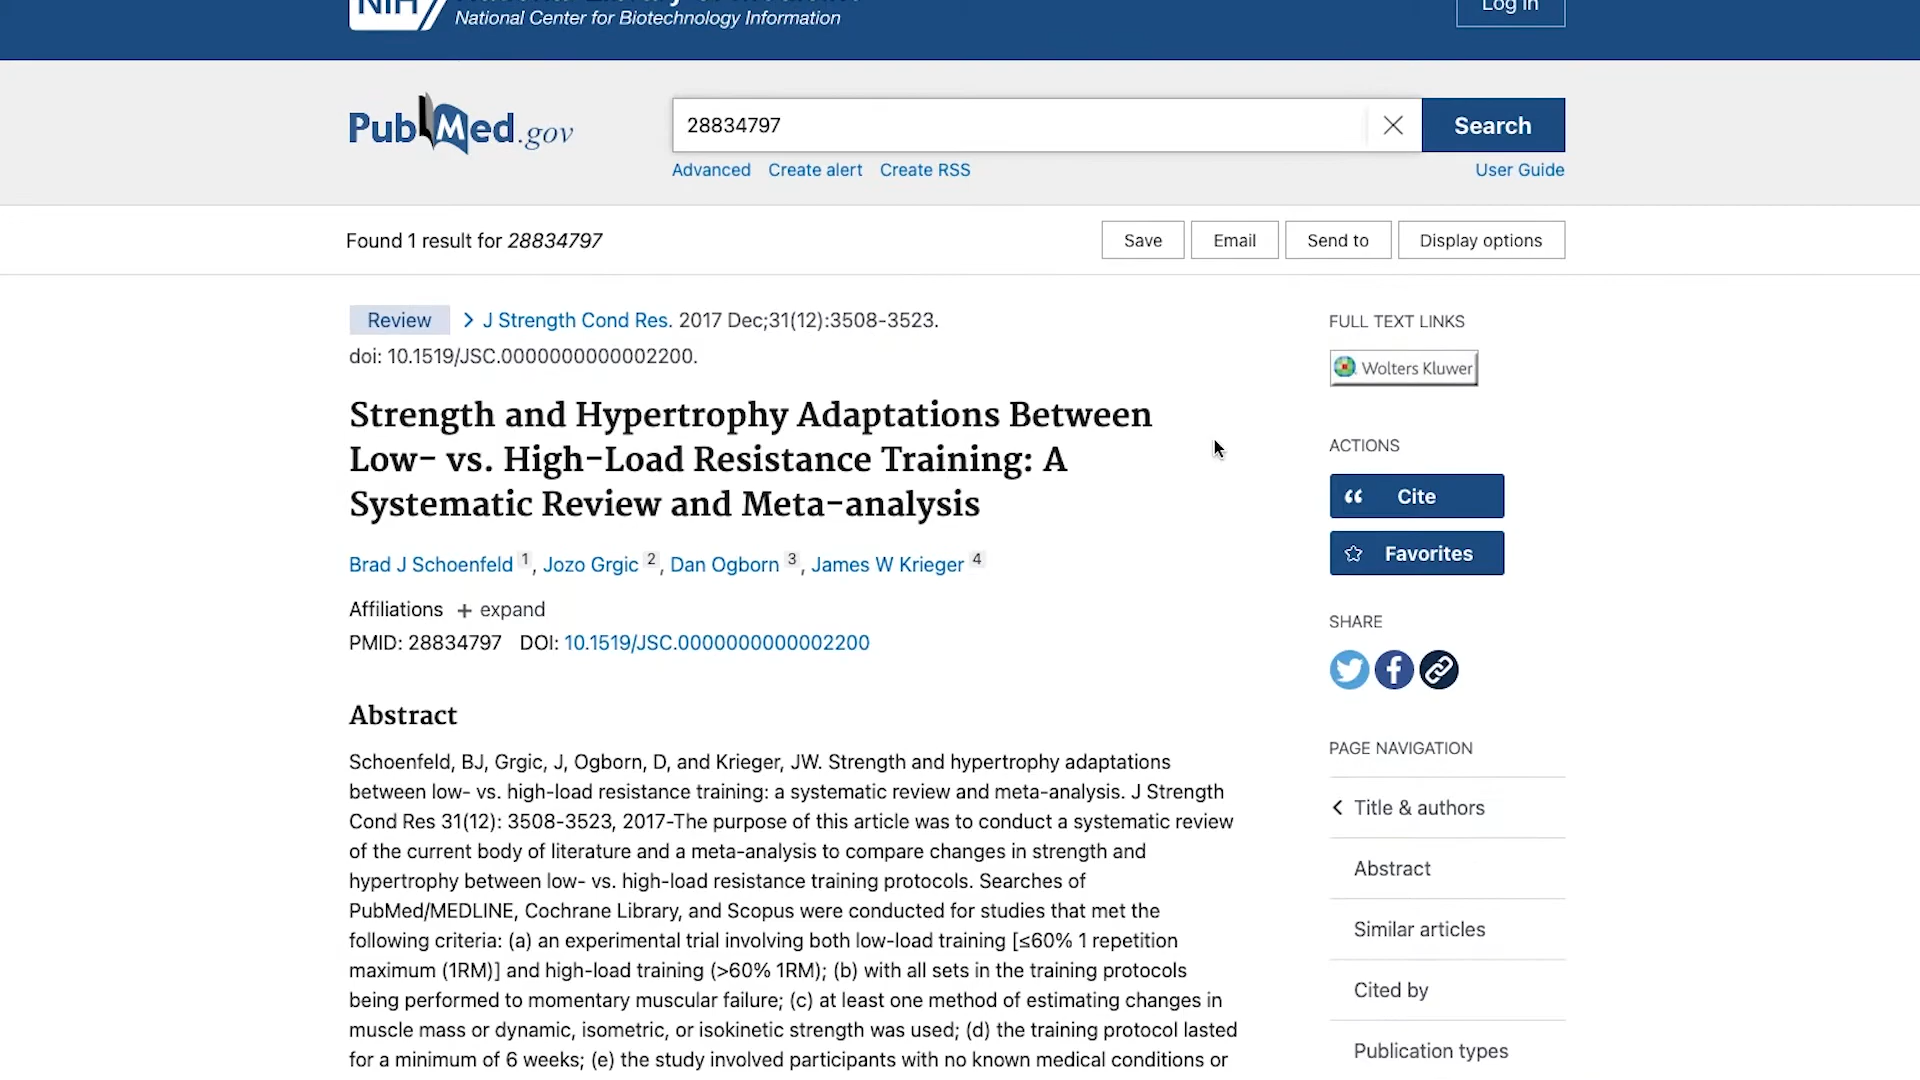 NIH
National Center for Biotechnology Information
Log in
PubMed.gov
28834797
Search
Advanced Create alert Create RSS
User Guide
Found 1 result for 28834797
Save Email Send to Display options
Review > J Strength Cond Res. 2017 Dec;31(12):3508-3523.
doi: 10.1519/JSC.0000000000002200.
Strength and Hypertrophy Adaptations Between
Low- vs. High-Load Resistance Training: A
Systematic Review and Meta-analysis
Brad J Schoenfeld 1, Jozo Grgic 2, Dan Ogborn 3, James W Krieger 4
Affiliations + expand
PMID: 28834797 DOI: 10.1519/JSC.0000000000002200
Abstract
Schoenfeld, BJ, Grgic, J, Ogborn, D, and Krieger, JW. Strength and hypertrophy adaptations
between low- vs. high-load resistance training: a systematic review and meta-analysis. J Strength
Cond Res 31(12): 3508-3523, 2017-The purpose of this article was to conduct a systematic review
of the current body of literature and a meta-analysis to compare changes in strength and
hypertrophy between low- vs. high-load resistance training protocols. Searches of
PubMed/MEDLINE, Cochrane Library, and Scopus were conducted for studies that met the
following criteria: (a) an experimental trial involving both low-load training [≤60% 1 repetition
maximum (1RM)] and high-load training (>60% 1RM); (b) with all sets in the training protocols
being performed to momentary muscular failure; (c) at least one method of estimating changes in
muscle mass or dynamic, isometric, or isokinetic strength was used; (d) the training protocol lasted
for a minimum of 6 weeks; (e) the study involved participants with no known medical conditions or
FULL TEXT LINKS
Wolters Kluwer
ACTIONS
Cite
Favorites
SHARE
PAGE NAVIGATION
Title & authors
Abstract
Similar articles
Cited by
Publication types